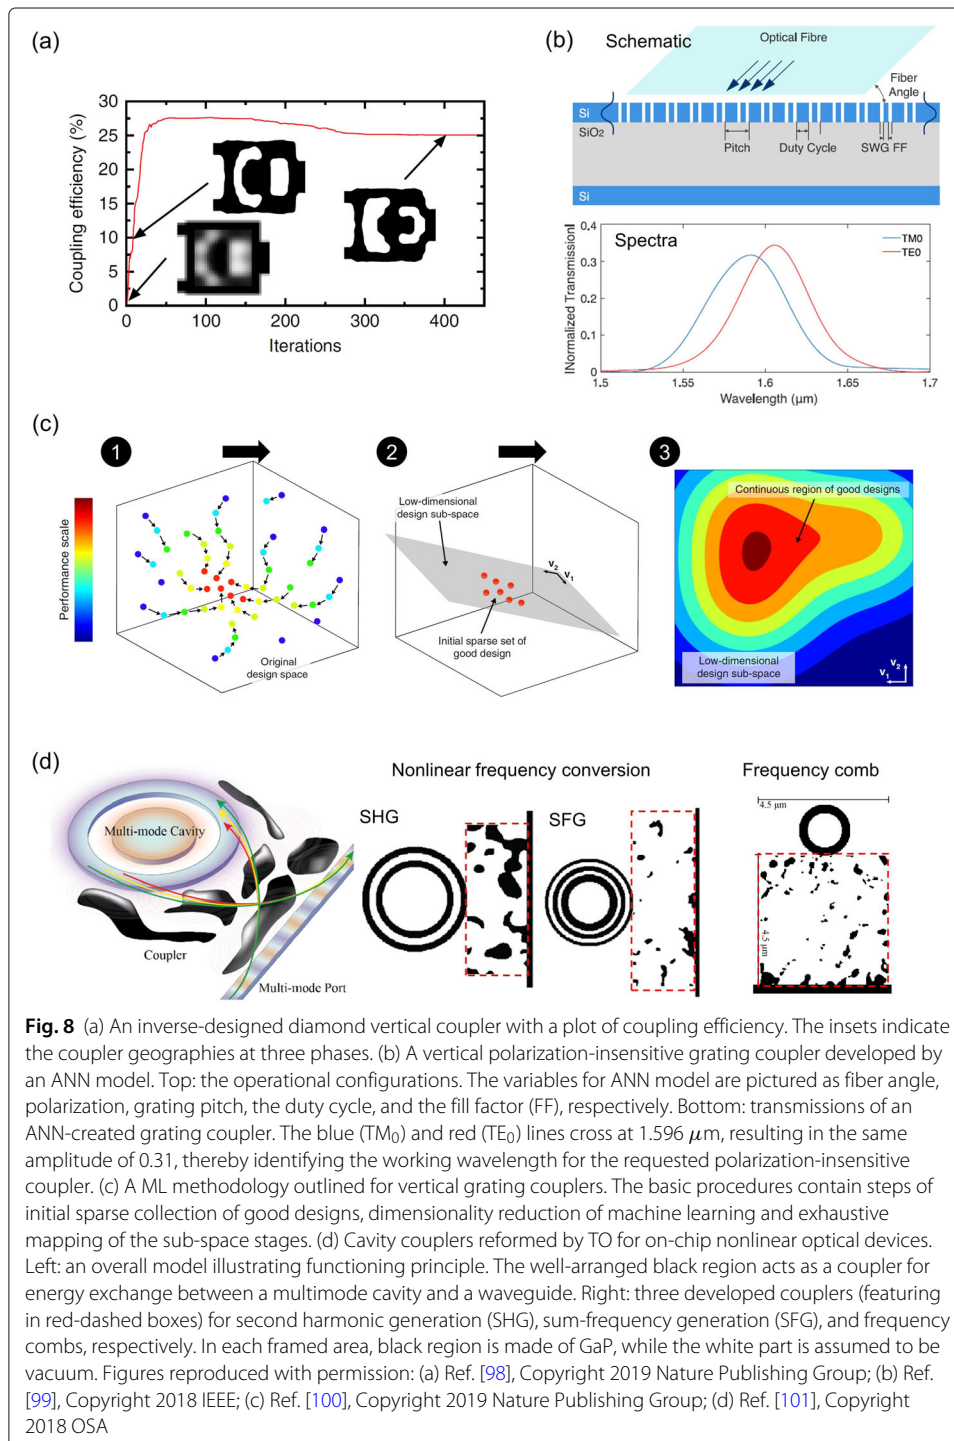 (a)
Coupling efficiency (%)
30
25
20
15
10
5
0
0
100
200
300
400
Iterations
(b)
Schematic
Optical Fibre
Fiber
Angle
Si
SiO2
Pitch
Duty Cycle
SWG FF
Si
|Normalized Transmission|
0.4
0.3
0.2
0.1
0
Spectra
TM0
TE0
1.5
1.55
1.6
1.65
1.7
Wavelength (μm)
(c)
1
Performance scale
Original
design space
2
Low-dimensional
design sub-space
v2
v1
Initial sparse set of
good design
3
Continuous region of good designs
Low-dimensional
design sub-space
v2
v1
(d)
Multi-mode Cavity
Coupler
Multi-mode Port
Nonlinear frequency conversion
SHG
SFG
Frequency comb
4.5 μm
4.5 μm
Fig. 8 (a) An inverse-designed diamond vertical coupler with a plot of coupling efficiency. The insets indicate
the coupler geographies at three phases. (b) A vertical polarization-insensitive grating coupler developed by
an ANN model. Top: the operational configurations. The variables for ANN model are pictured as fiber angle,
polarization, grating pitch, the duty cycle, and the fill factor (FF), respectively. Bottom: transmissions of an
ANN-created grating coupler. The blue (TM0) and red (TE0) lines cross at 1.596 μm, resulting in the same
amplitude of 0.31, thereby identifying the working wavelength for the requested polarization-insensitive
coupler. (c) A ML methodology outlined for vertical grating couplers. The basic procedures contain steps of
initial sparse collection of good designs, dimensionality reduction of machine learning and exhaustive
mapping of the sub-space stages. (d) Cavity couplers reformed by TO for on-chip nonlinear optical devices.
Left: an overall model illustrating functioning principle. The well-arranged black region acts as a coupler for
energy exchange between a multimode cavity and a waveguide. Right: three developed couplers (featuring
in red-dashed boxes) for second harmonic generation (SHG), sum-frequency generation (SFG), and frequency
combs, respectively. In each framed area, black region is made of GaP, while the white part is assumed to be
vacuum. Figures reproduced with permission: (a) Ref. [98], Copyright 2019 Nature Publishing Group; (b) Ref.
[99], Copyright 2018 IEEE; (c) Ref. [100], Copyright 2019 Nature Publishing Group; (d) Ref. [101], Copyright
2018 OSA